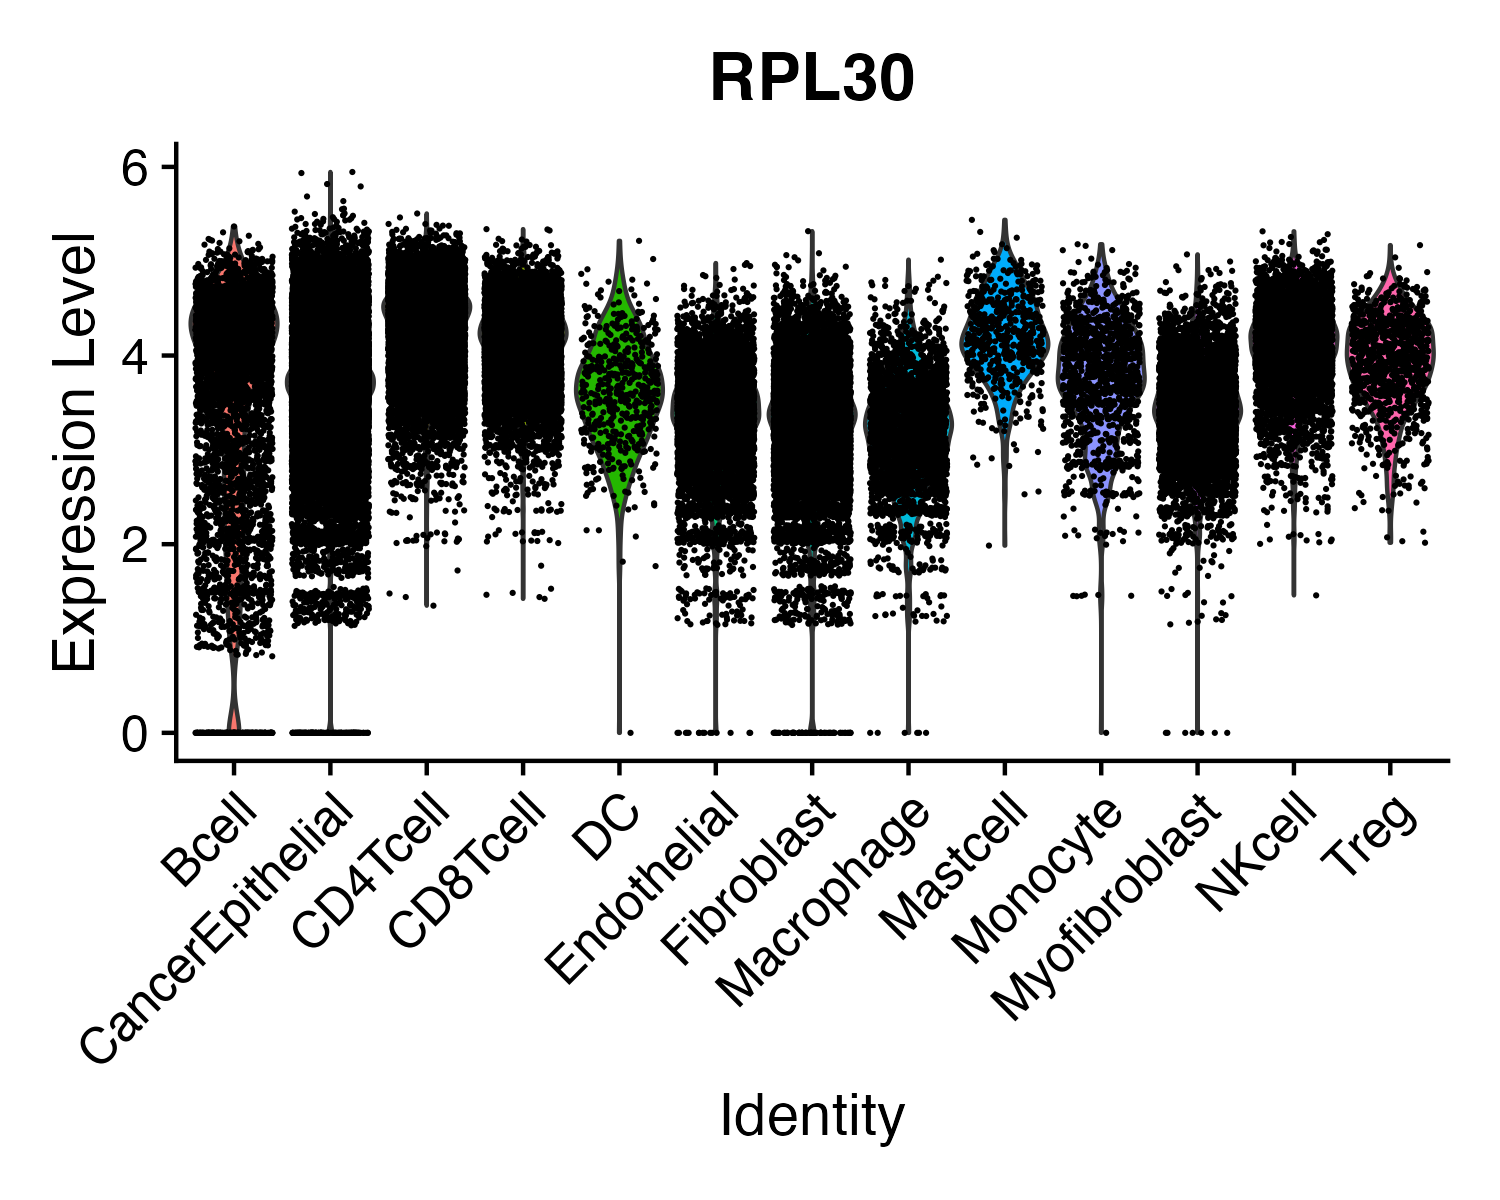 RPL30
Expression Level
6
4
2
0
Bcell
CancerEpithelial
CD4Tcell
CD8Tcell
DC
Endothelial
Fibroblast
Macrophage
Mastcell
Monocyte
Myofibroblast
NKcell
Treg
Identity